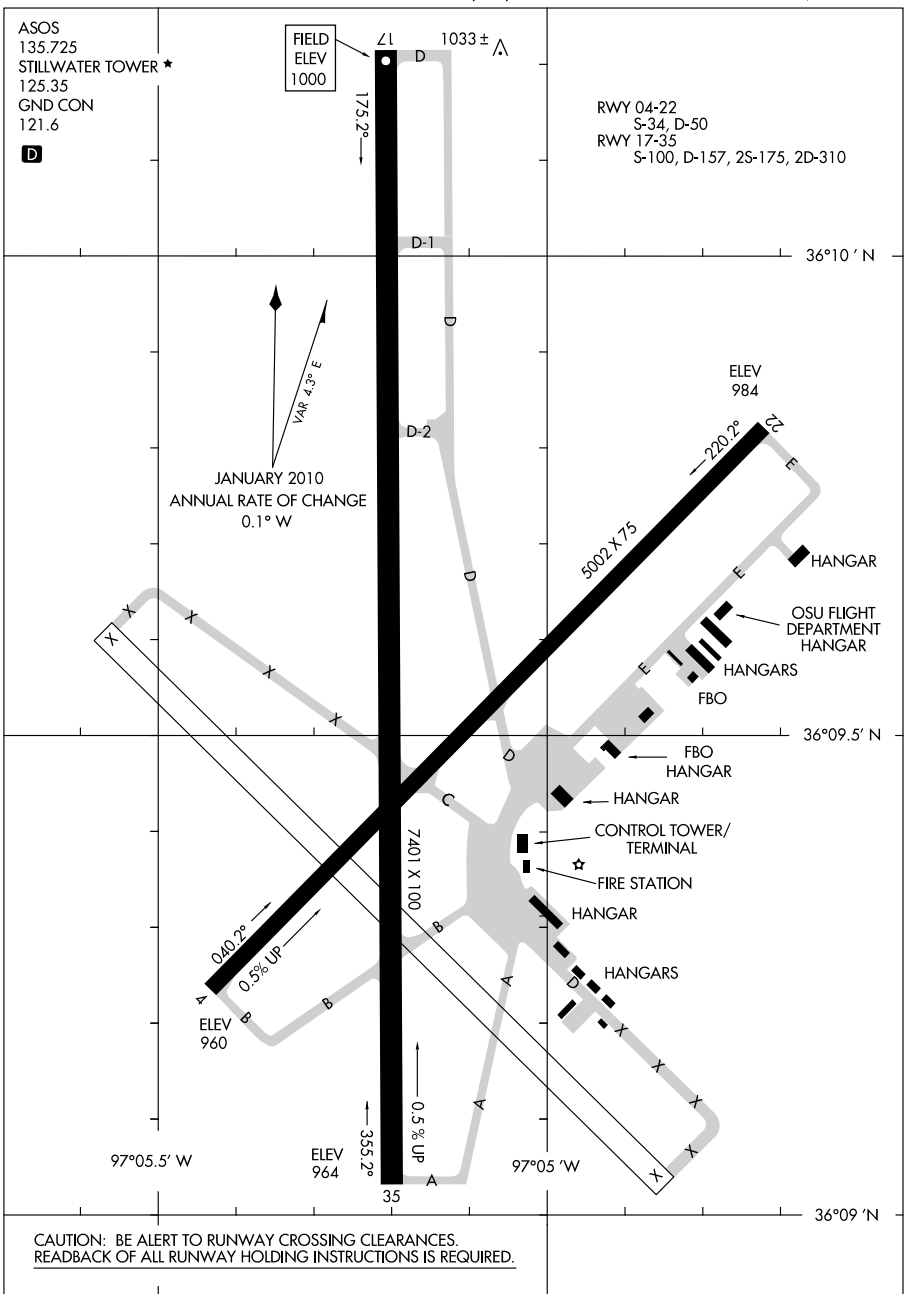 ASOS
135.725
STILLWATER TOWER ★
125.35
GND CON
121.6
D
FIELD
ELEV
1000
17
1033 ±
D
175.2°
RWY 04-22
S-34, D-50
RWY 17-35
S-100, D-157, 2S-175, 2D-310
D-1
36°10 ' N
D
VAR 4.3° E
JANUARY 2010
ANNUAL RATE OF CHANGE
0.1° W
D-2
ELEV
984
22
220.2°
E
5002 X 75
HANGAR
E
D
OSU FLIGHT
DEPARTMENT
HANGAR
X
X
X
X
X
X
E
HANGARS
FBO
36°09.5' N
D
FBO
HANGAR
HANGAR
C
CONTROL TOWER/
TERMINAL
7401 X 100
FIRE STATION
HANGAR
B
040.2°
0.5% UP
HANGARS
A
D
4
B
B
ELEV
960
X
X
X
X
X
A
0.5 % UP
355.2°
97°05.5' W
ELEV
964
97°05 'W
A
35
36°09 'N
CAUTION: BE ALERT TO RUNWAY CROSSING CLEARANCES.
READBACK OF ALL RUNWAY HOLDING INSTRUCTIONS IS REQUIRED.